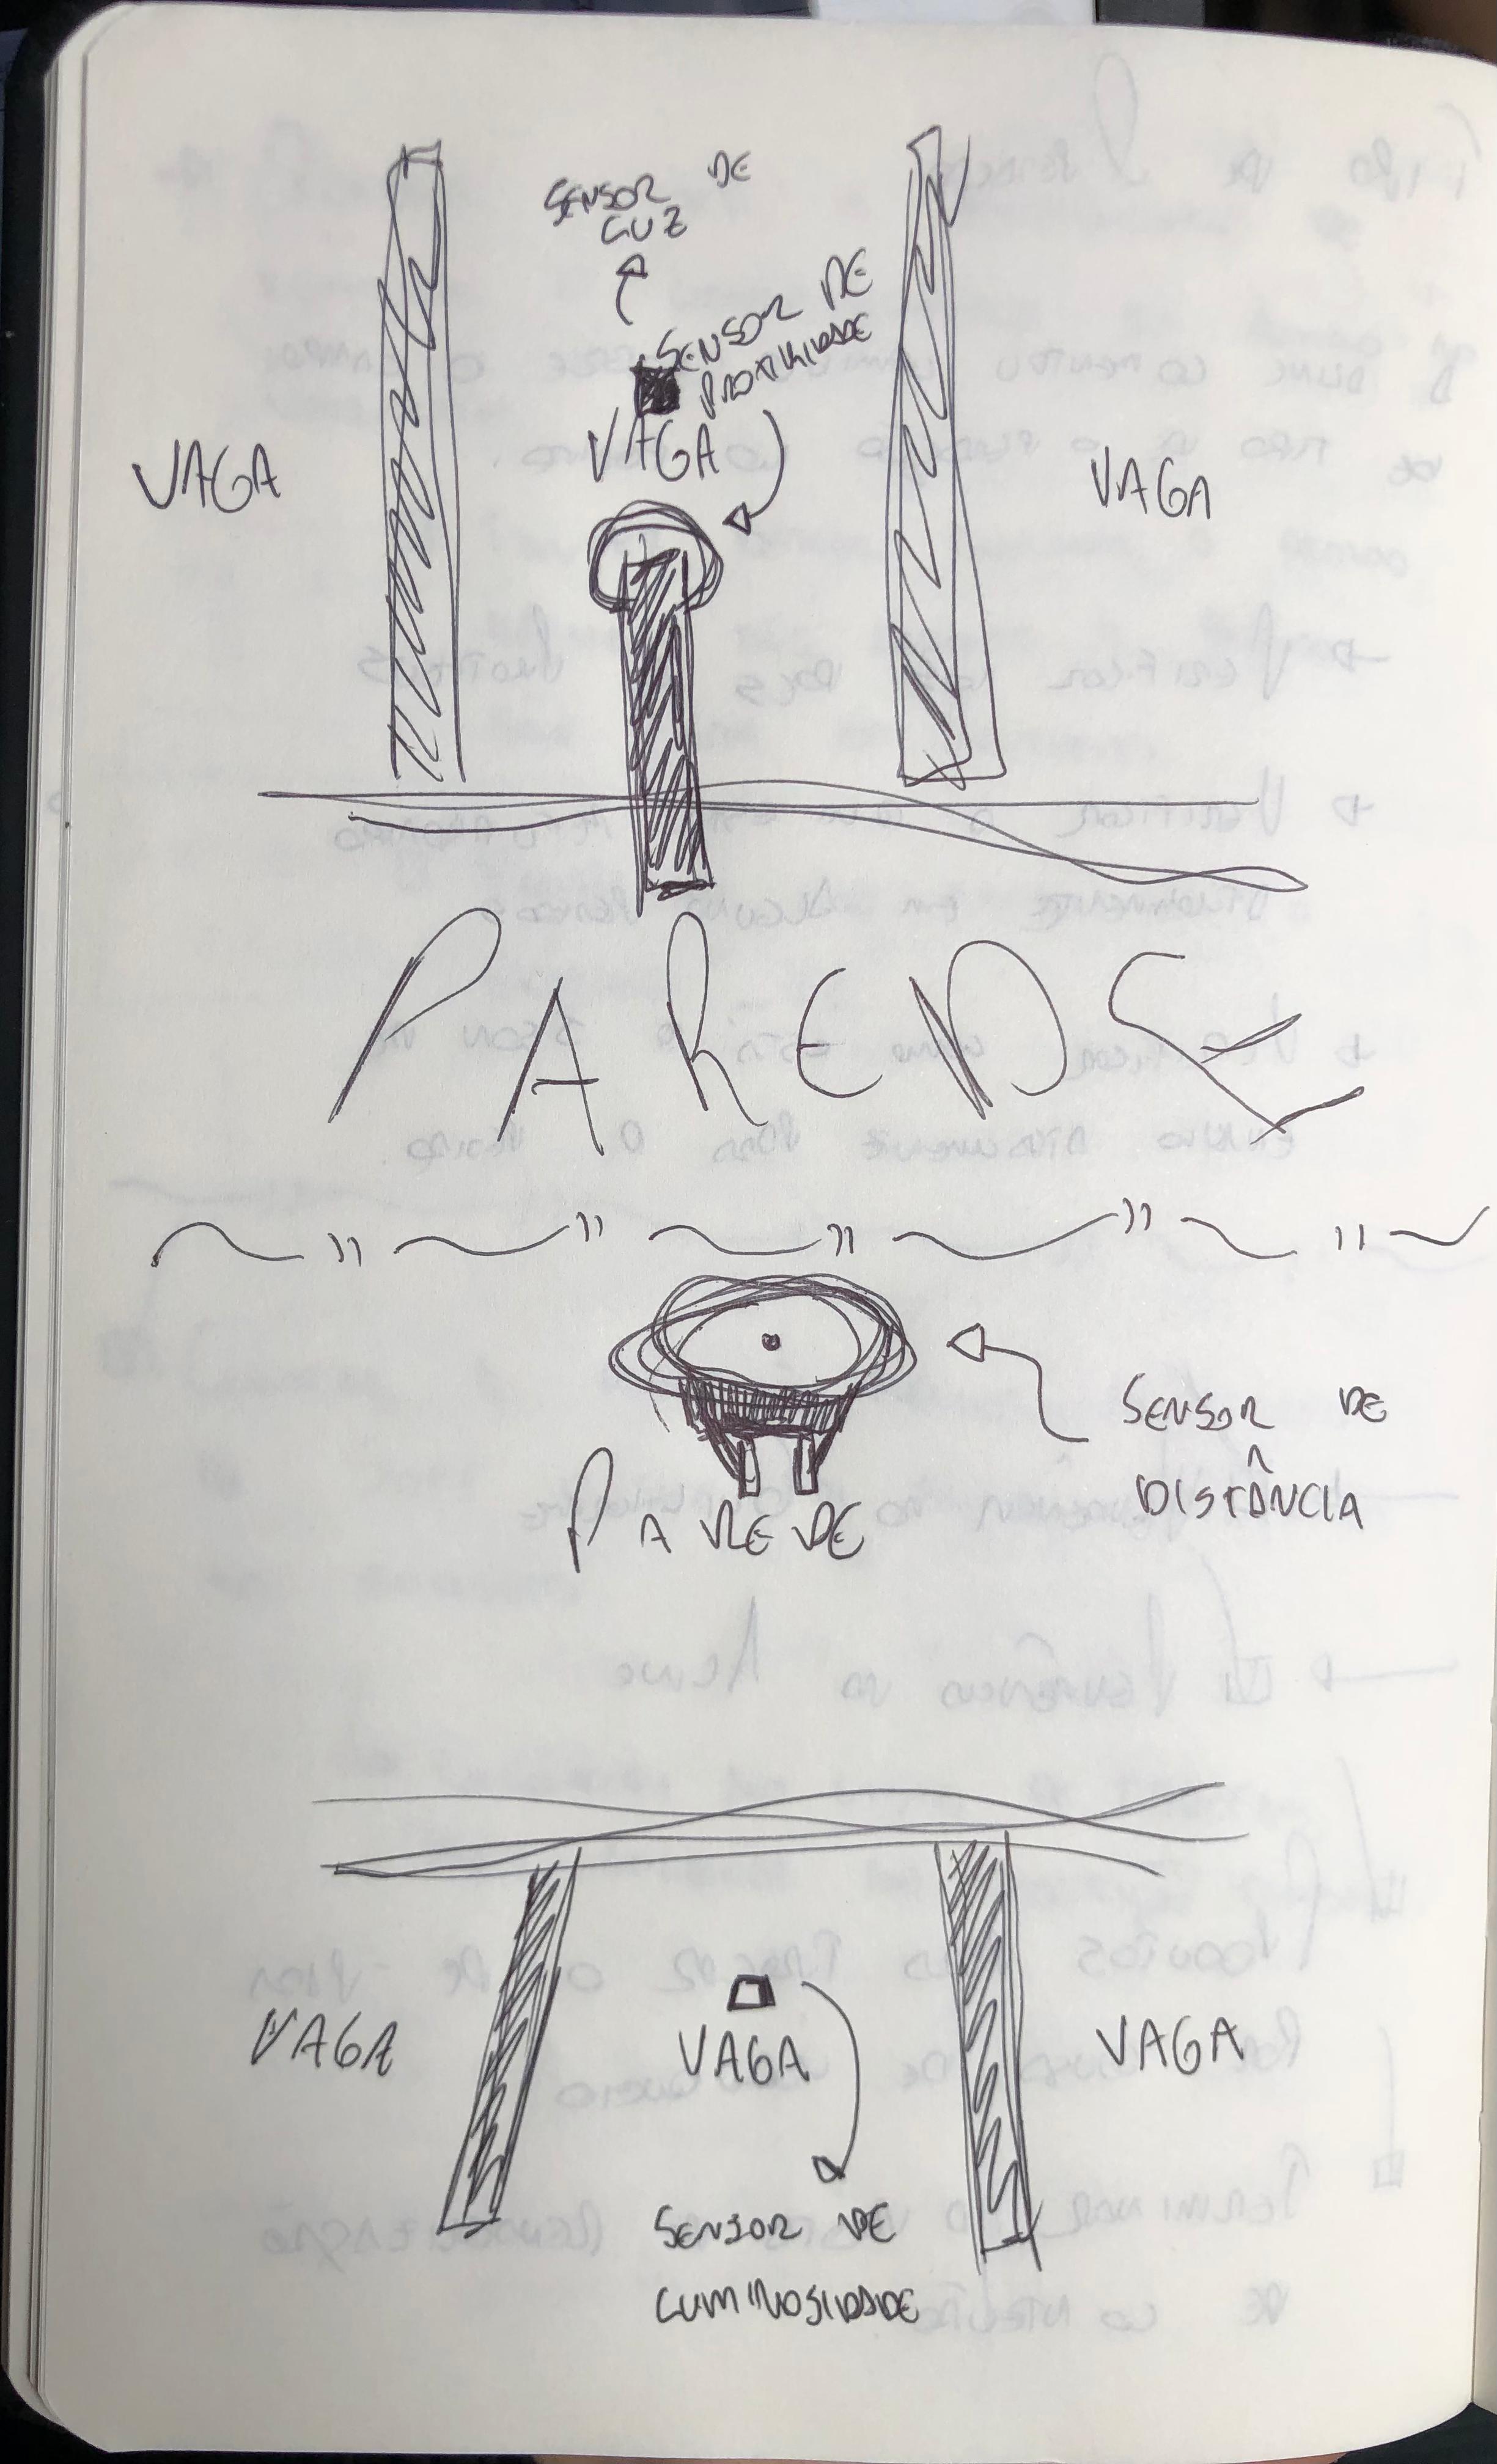 SENSOR DE
LUZ
SENSOR DE
PROXIMIDADE
VAGA
VAGA
VAGA
PAREDE
SENSOR DE
DISTÂNCIA
PAREDE
VAGA
VAGA
VAGA
SENSOR DE
LUMINOSIDADE